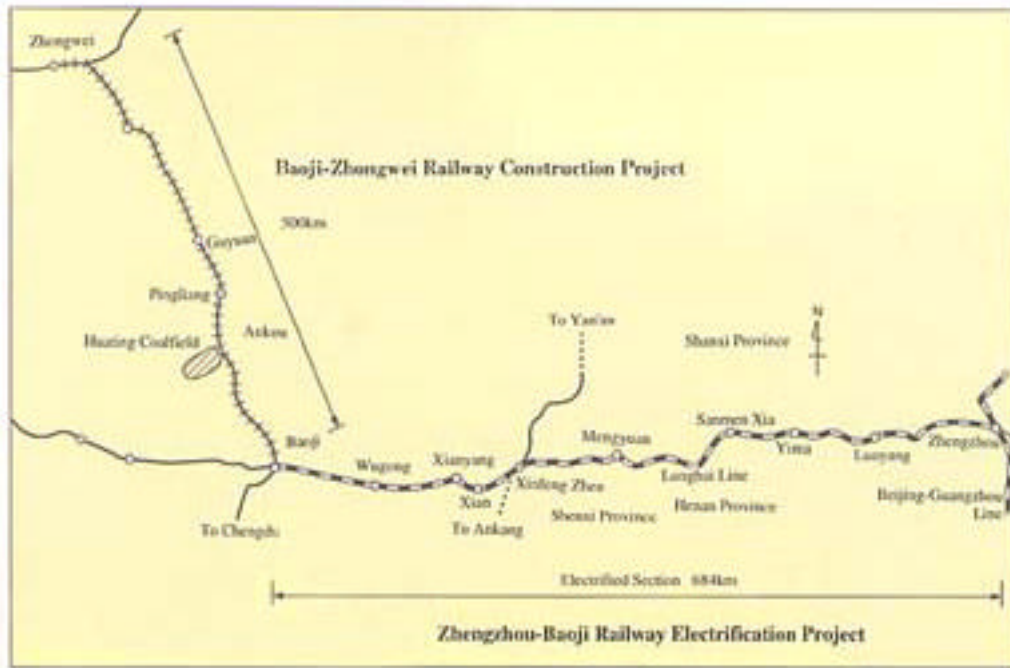 Zhongwei
Baoji-Zhongwei Railway Construction Project
500km
Guyuan
Pingliang
Ankou
Huating Coalfield
To Yan'an
N
Shanxi Province
Baoji
Wugong
Xianyang
Xian
Xinfeng Zhen
Mengyuan
Sanmen Xia
Yima
Luoyang
Zhengzhou
Longhai Line
Henan Province
Shanxi Province
Beijing-Guangzhou
Line
To Chengdu
To Ankang
Electrified Section 684km
Zhengzhou-Baoji Railway Electrification Project